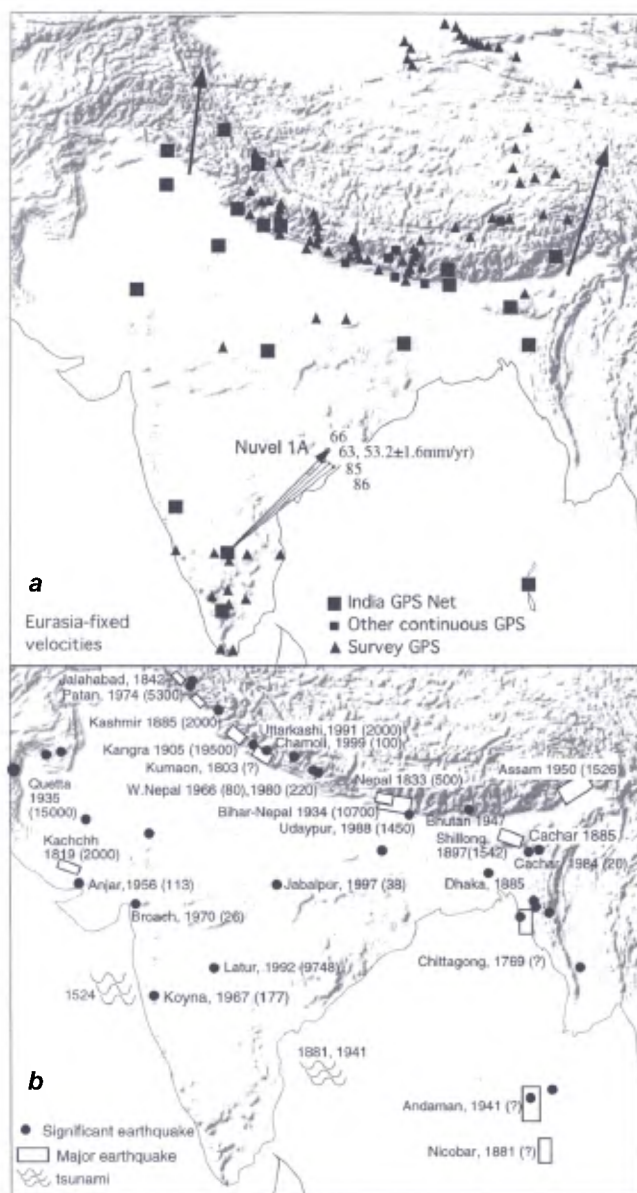 66
Nuvel 1A
63, 53.2±1.6mm/yr)
85
86
a
Eurasia-fixed
velocities
India GPS Net
Other continuous GPS
Survey GPS
Jalahabad, 1842
Patan, 1974 (5300)
Kashmir 1885 (2000)
Ittarkashi, 1991 (2000)
Kangra 1905 (19500)
Chamoli, 1999 (100)
Kumaon, 1803 (?)
Quetta
1935
(15000)
W.Nepal 1966 (80), 1980 (220)
Nepal 1833 (500)
Assam 1950 (1526)
Bihar-Nepal 1934 (10700)
Udaypur, 1988 (1450)
Bhutan 1947
Shillong,
1897(1542)
Cachar 1885
Cachar, 1984 (20)
Kachchh
1819 (2000)
Anjar, 1956 (113)
Jabalpur, 1997 (38)
Dhaka, 1885
Broach, 1970 (26)
Chittagong, 1769 (?)
Latur, 1992 (9748)
1524
Koyna, 1967 (177)
1881, 1941
b
Andaman, 1941 (?)
Nicobar, 1881 (?)
Significant earthquake
Major earthquake
tsunami